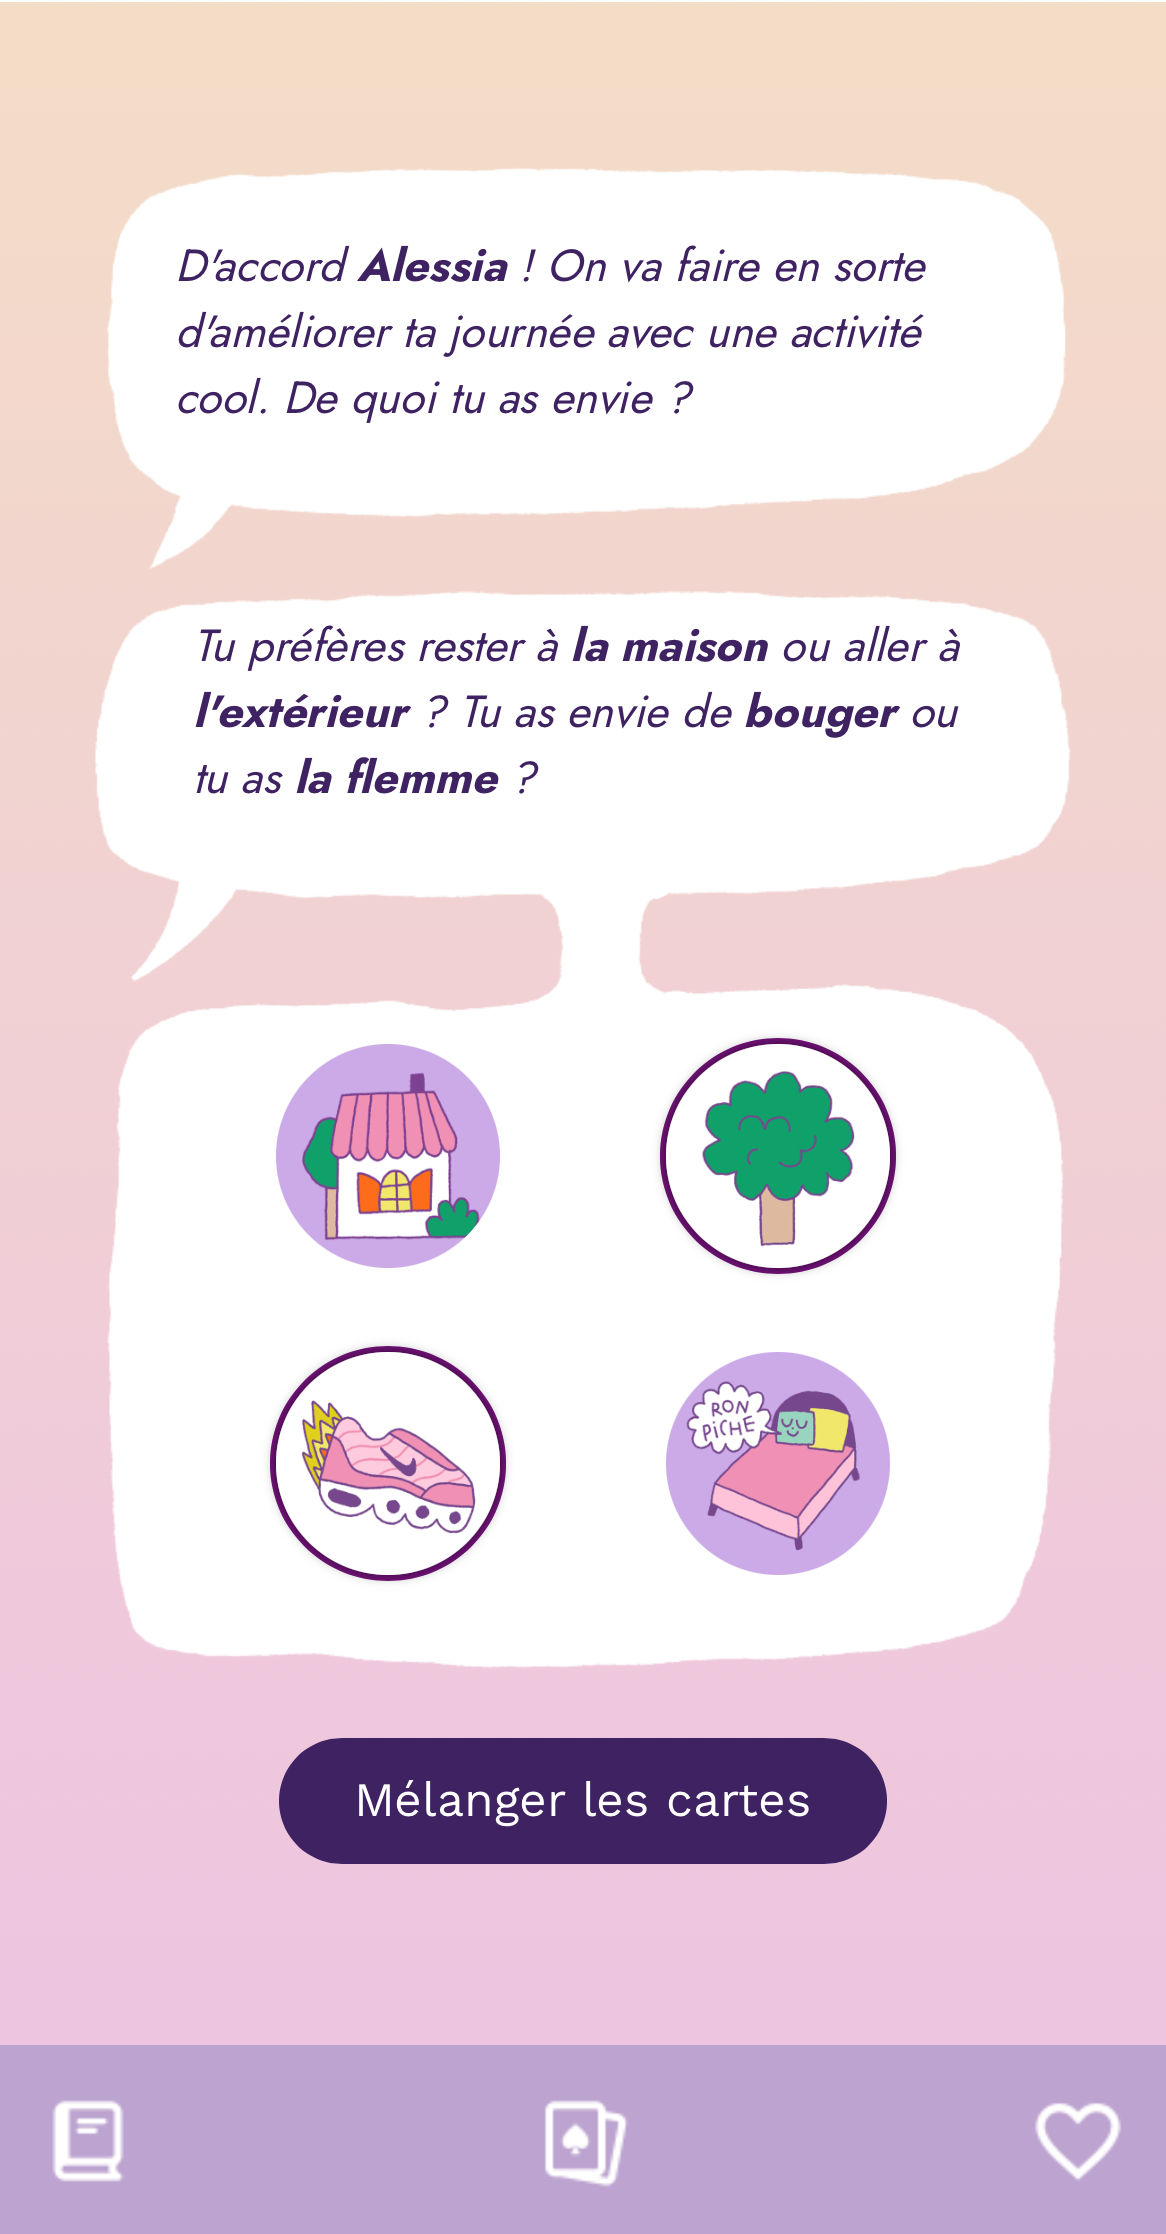 D'accord Alessia ! On va faire en sorte
d'améliorer ta journée avec une activité
cool. De quoi tu as envie ?
Tu préfères rester à la maison ou aller à
l'extérieur ? Tu as envie de bouger ou
tu as la flemme ?
RON
PiCHE
Mélanger les cartes